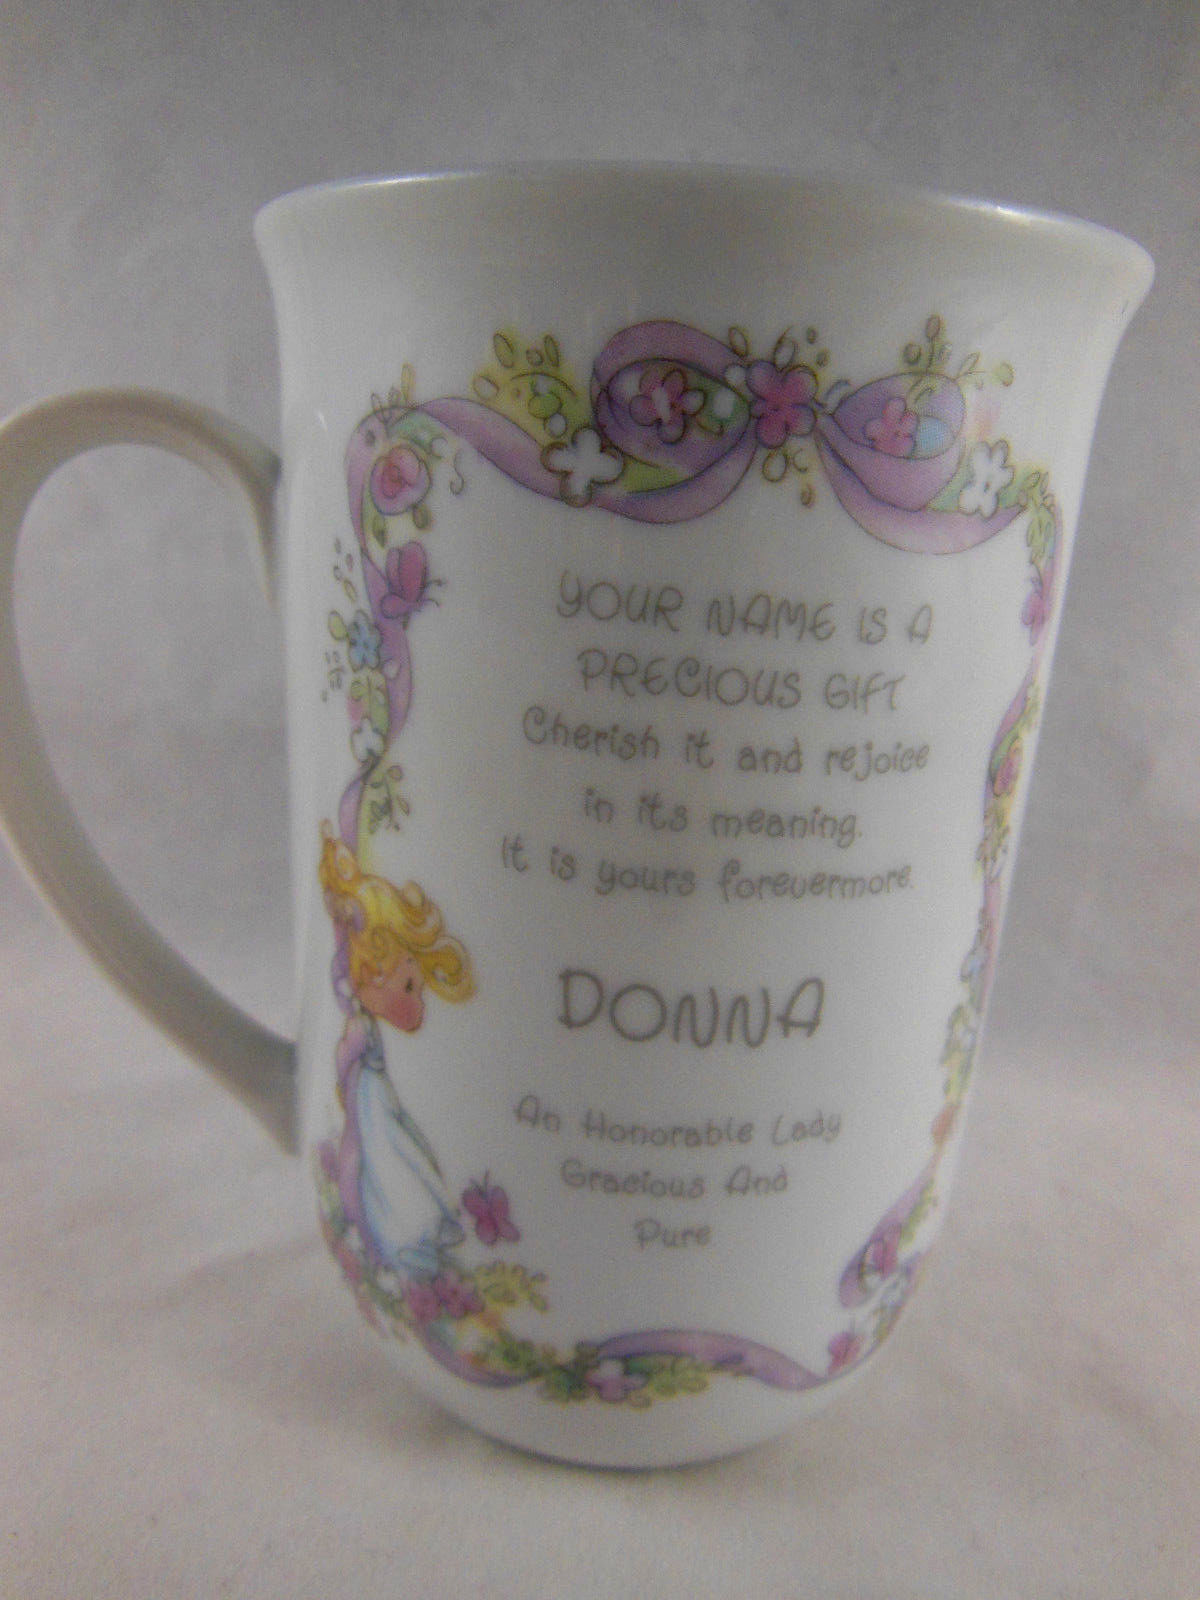 YOUR NAME IS A
PRECIOUS GIFT
Cherish it and rejoice
in its meaning.
It is yours forevermore.
DONNA
An Honorable Lady
Gracious And
Pure